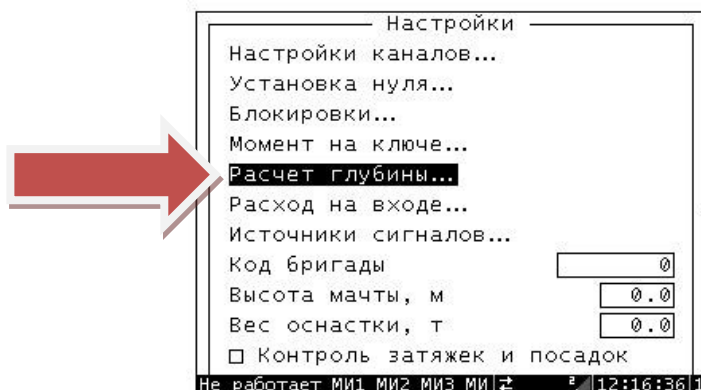 Настройки
Настройки каналов...
Установка нуля...
Блокировки...
Момент на ключе...
Расчет глубины...
Расход на входе...
Источники сигналов...
Код бригады 0
Высота мачты, м 0.0
Вес оснастки, т 0.0
Контроль затяжек и посадок
Не работает МИ1 МИ2 МИ3 МИ 12:16:36